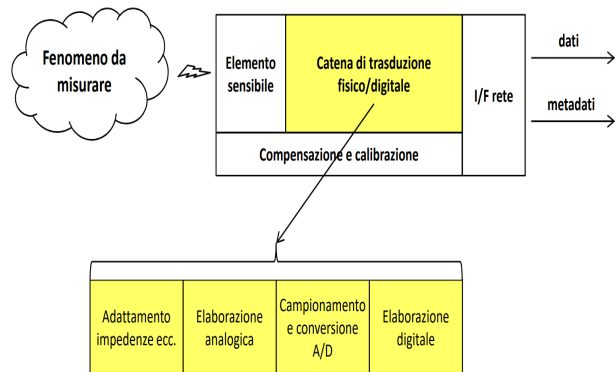 Fenomeno da
misurare
Elemento
sensibile
Catena di trasduzione
fisico/digitale
I/F rete
dati
metadati
Compensazione e calibrazione
Adattamento
impedenze ecc.
Elaborazione
analogica
Campionamento
e conversione
A/D
Elaborazione
digitale